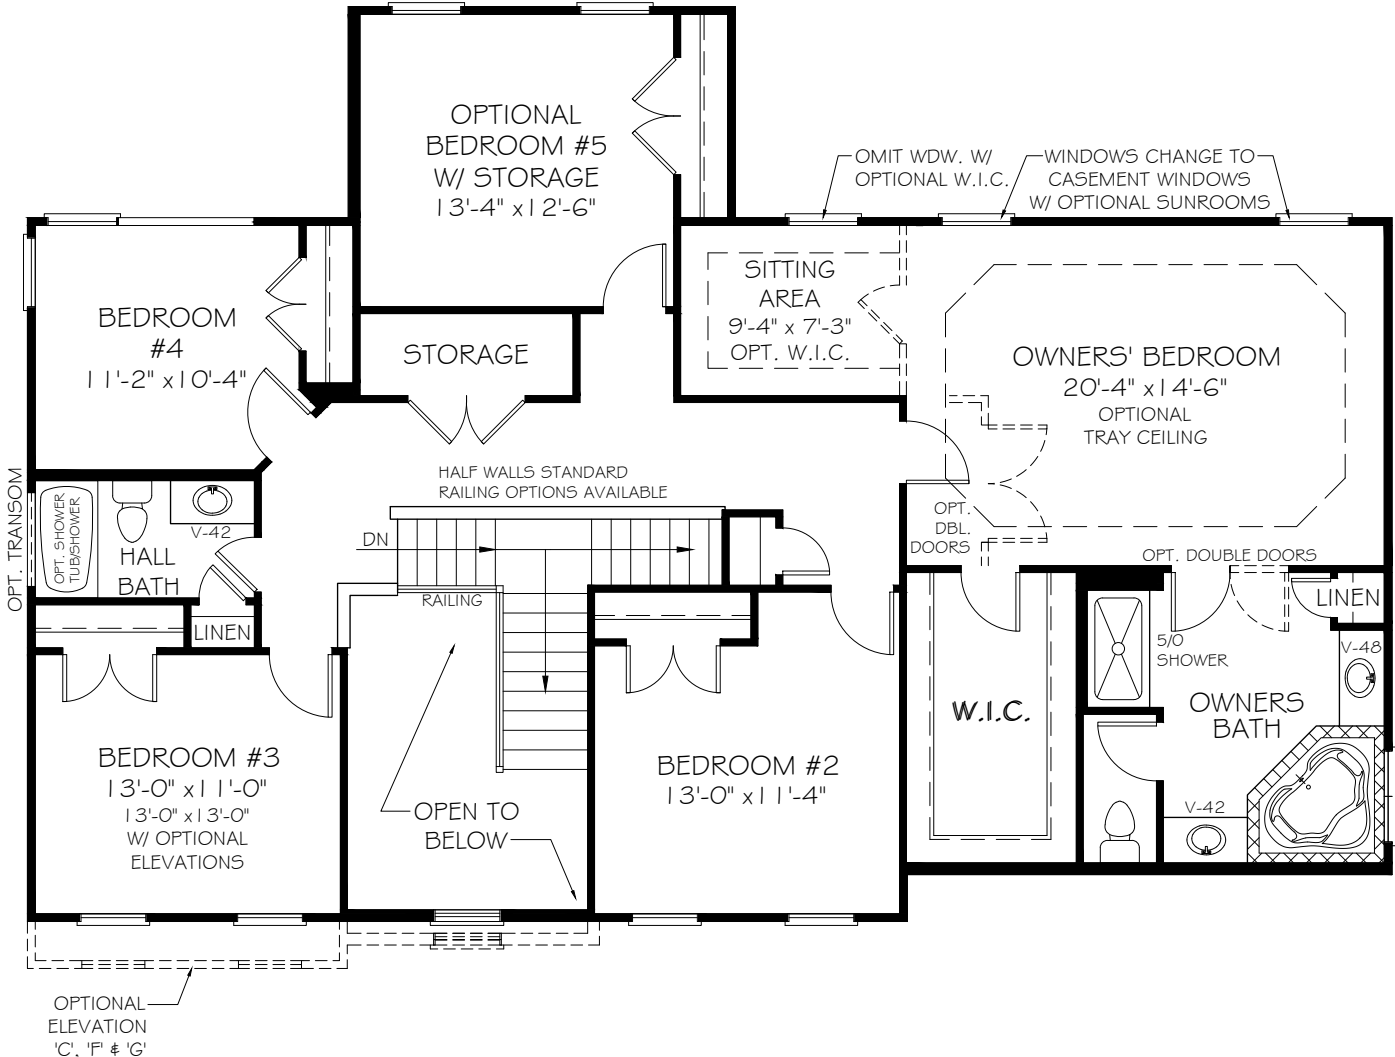 OPTIONAL
BEDROOM #5
W/ STORAGE
13'-4" x12'-6"
OMIT WDW. W/
OPTIONAL W.I.C.
WINDOWS CHANGE TO
CASEMENT WINDOWS
W/ OPTIONAL SUNROOMS
BEDROOM
#4
11'-2" x10'-4"
STORAGE
SITTING
AREA
9'-4" x 7'-3"
OPT. W.I.C.
OWNERS' BEDROOM
20'-4" x14'-6"
OPTIONAL
TRAY CEILING
HALF WALLS STANDARD
RAILING OPTIONS AVAILABLE
OPT. TRANSOM
OPT. SHOWER
TUB/SHOWER
V-42
HALL
BATH
DN
RAILING
OPT.
DBL.
DOORS
OPT. DOUBLE DOORS
LINEN
LINEN
5/0
SHOWER
V-48
OWNERS
BATH
W.I.C.
BEDROOM #3
13'-0" x11'-0"
13'-0" x13'-0"
W/ OPTIONAL
ELEVATIONS
OPEN TO
BELOW
BEDROOM #2
13'-0" x11'-4"
V-42
OPTIONAL
ELEVATION
'C', 'F' & 'G'